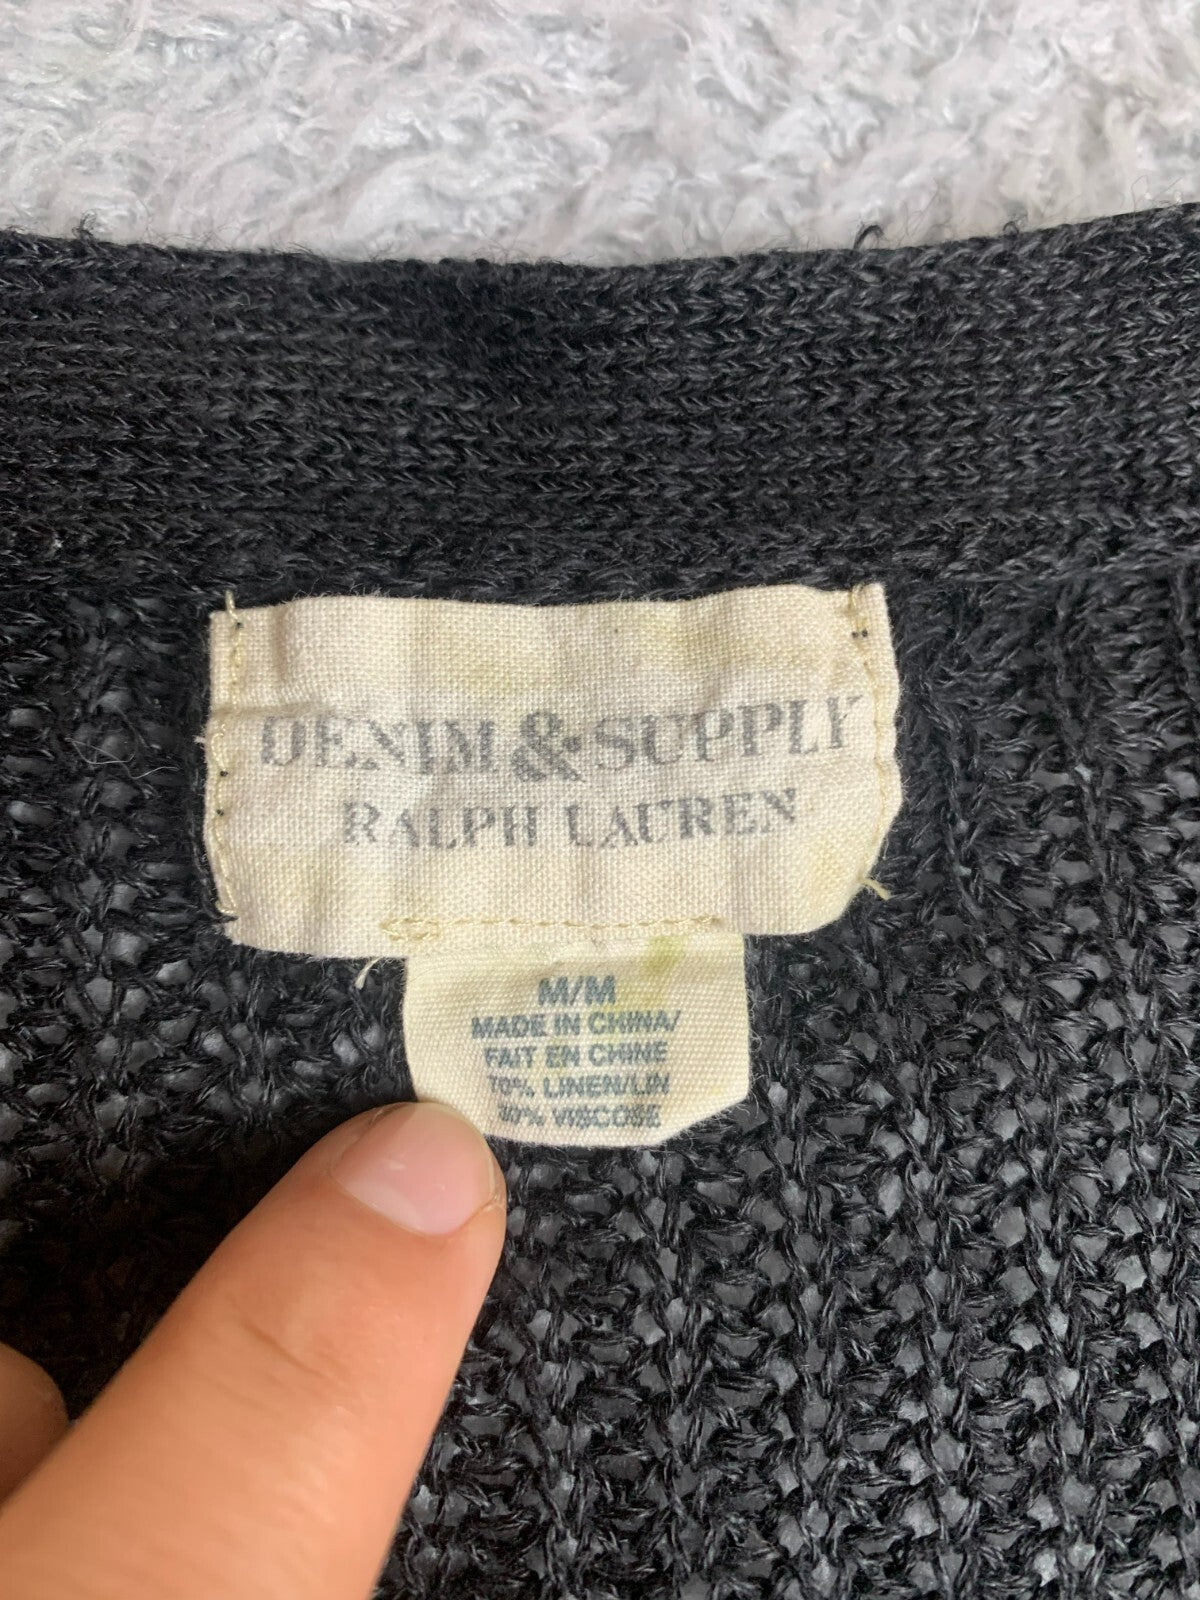 DENIM & SUPPLY
RALPH LAUREN
M/M
MADE IN CHINA/
FAIT EN CHINE
70% LINEN/LIN
30% VISCOSE